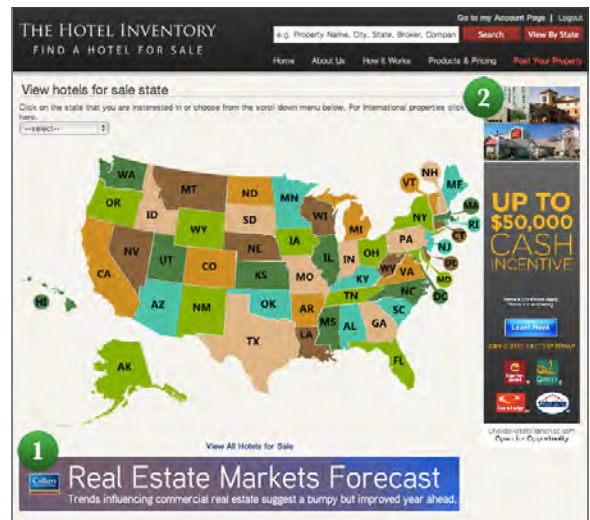 Go to my Account Page | Logout
THE HOTEL INVENTORY
FIND A HOTEL FOR SALE
e.g. Property Name, City, State, Broker, Compan
Search
View By State
Home About Us How it Works Products & Pricing Post Your Property
View hotels for sale state
Click on the state that you are insterested in or choose from the scroll down menu below. For international properties click
here.
--select--
2
WA
OR
CA
ID
NV
MT
WY
UT
AZ
CO
NM
ND
SD
NE
KS
OK
TX
MN
IA
MO
AR
LA
WI
IL
MS
MI
IN
KY
TN
AL
OH
WV
VA
NC
SC
GA
FL
PA
NY
VT
NH
ME
MA
RI
CT
NJ
DE
MD
DC
HI
AK
UP TO
$50,000
CASH
INCENTIVE
Learn More
Open for Opportunity
View All Hotels for Sale
1
Colliers
Real Estate Markets Forecast
Trends influencing commercial real estate suggest a bumpy but improved year ahead.